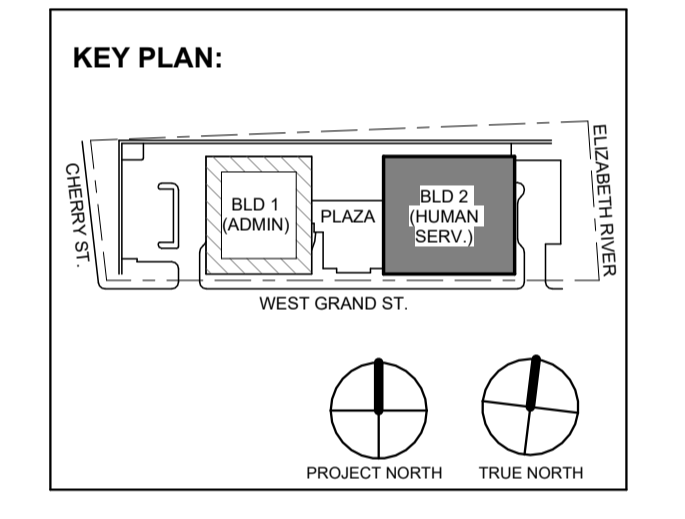 KEY PLAN:
CHERRY ST.
BLD 1
(ADMIN)
PLAZA
BLD 2
(HUMAN
SERV.)
ELIZABETH RIVER
WEST GRAND ST.
PROJECT NORTH
TRUE NORTH